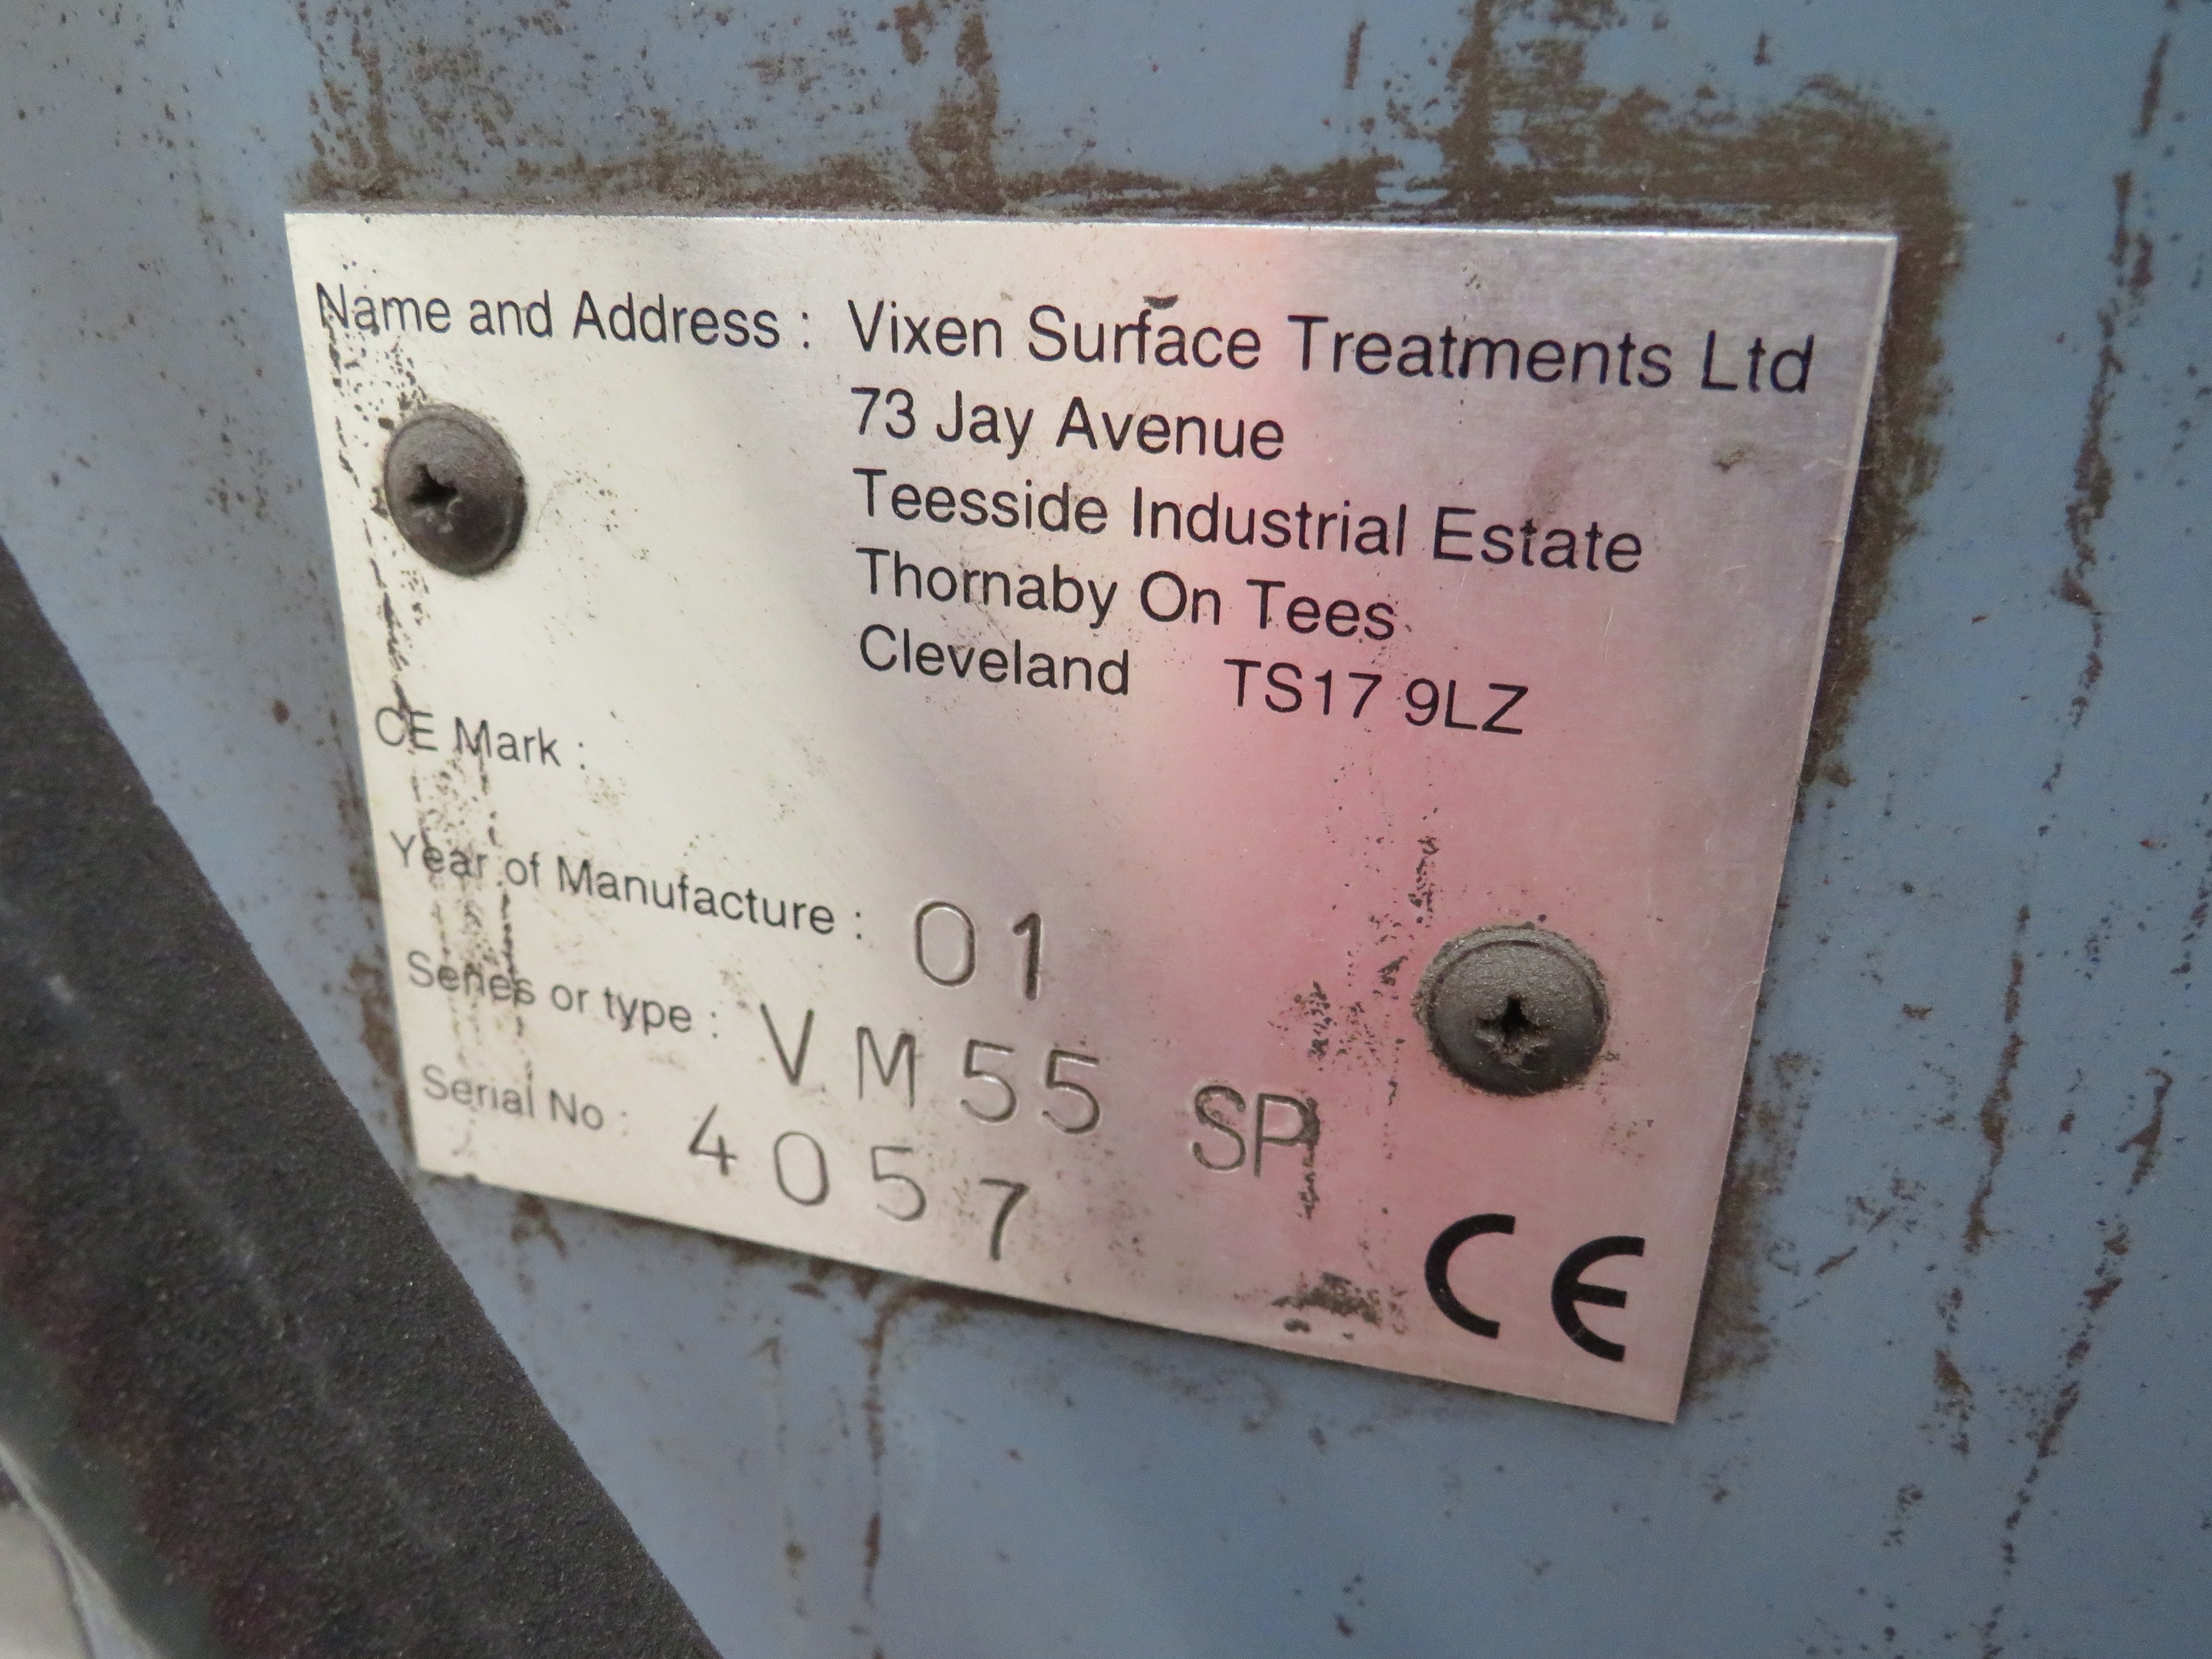 Name and Address : Vixen Surface Treatments Ltd
73 Jay Avenue
Teesside Industrial Estate
Thornaby On Tees
Cleveland TS17 9LZ
CE Mark :
Year of Manufacture : 01
Series or type : VM55 SP
Serial No : 4057
CE